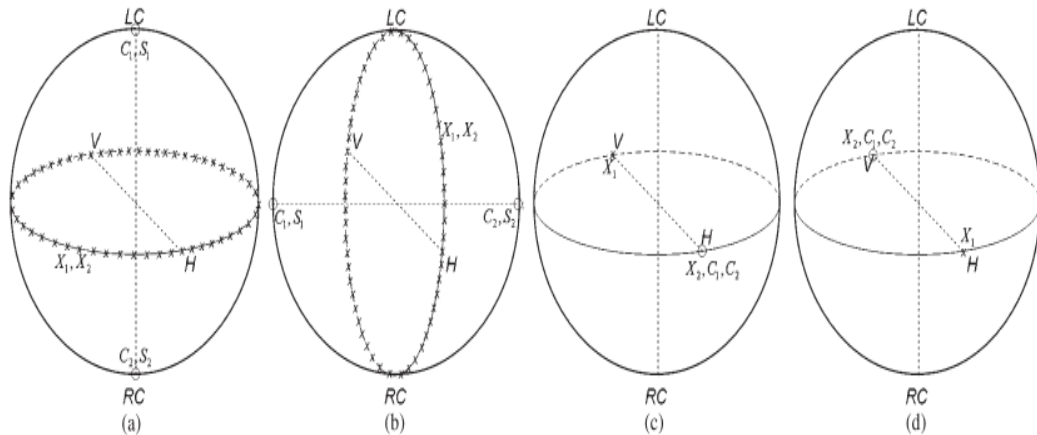 LC LC LC LC
C₁,S₁
V V V V
X₁,X₂ X₁ X₂,C₁,C₂
C₁,S₁ C₂,S₂
X₁,X₂ H H H H X₁
X₂,C₁,C₂
C₂,S₂
RC RC RC RC
(a) (b) (c) (d)